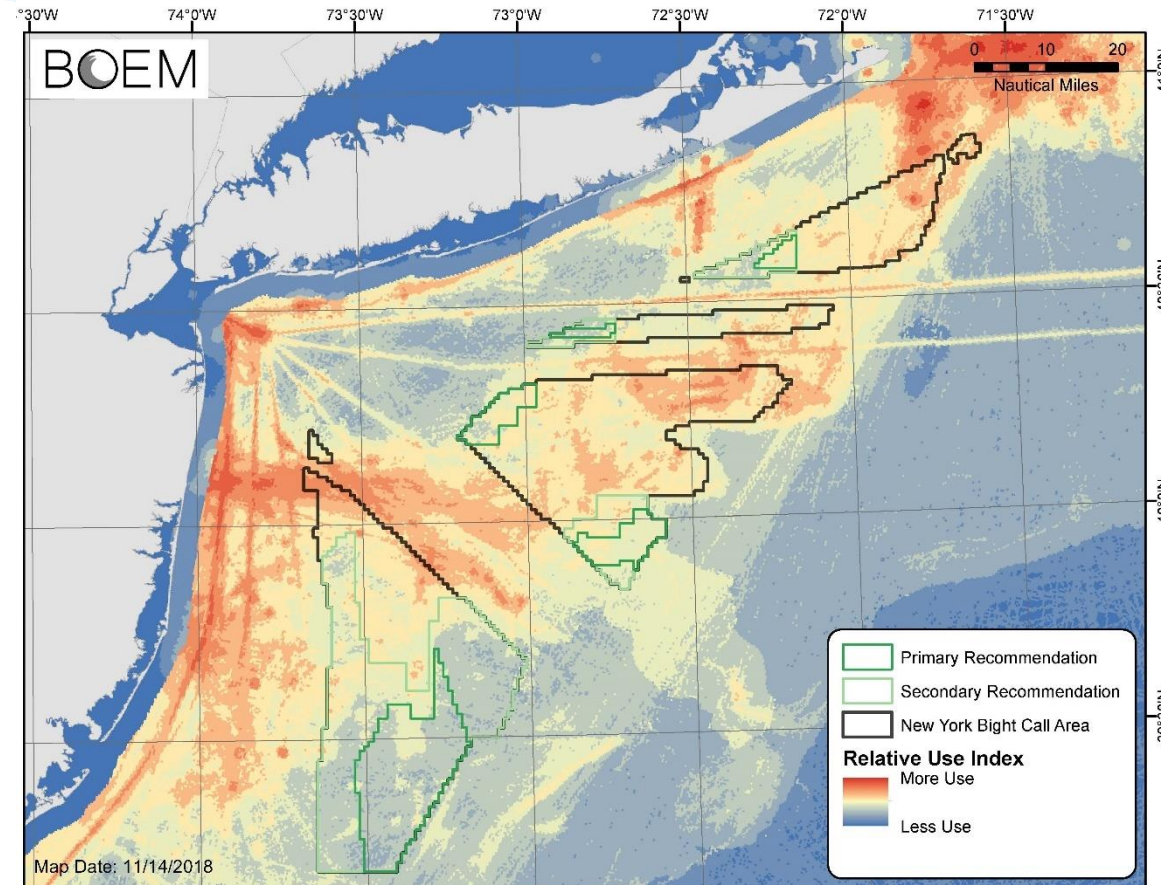 74°0'W 73°30'W 73°0'W 72°30'W 72°0'W 71°30'W
BOEM
0 10 20
Nautical Miles
Primary Recommendation
Secondary Recommendation
New York Bight Call Area
Relative Use Index
More Use
Less Use
Map Date: 11/14/2018